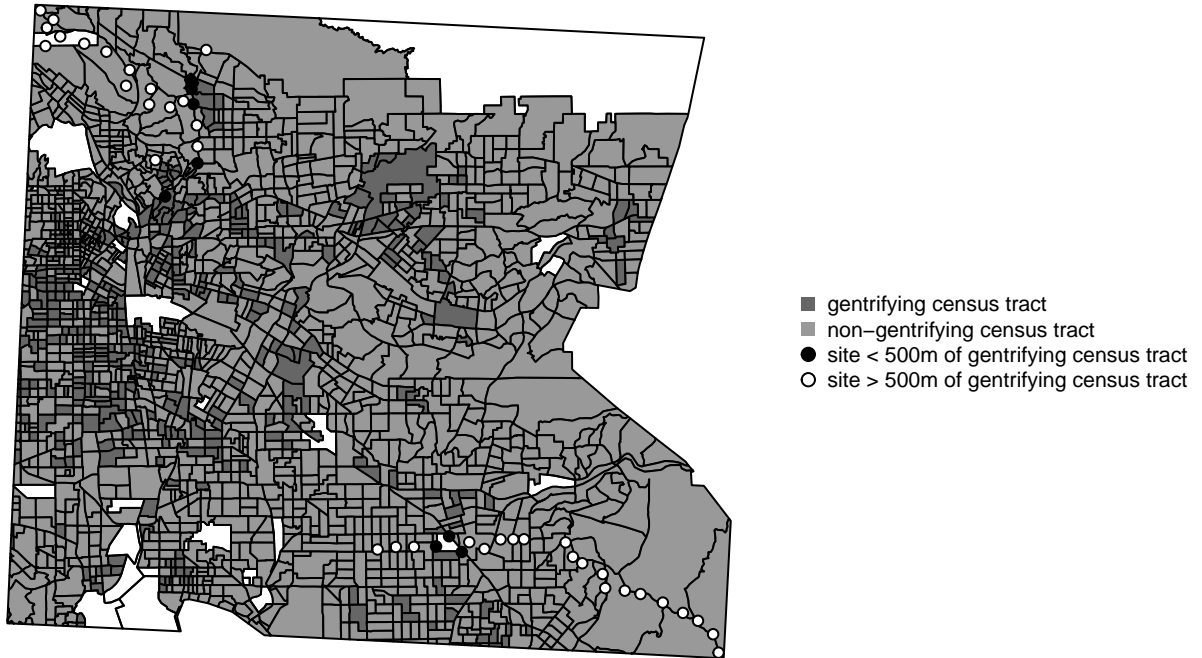 gentrifying census tract
non−gentrifying census tract
site < 500m of gentrifying census tract
site > 500m of gentrifying census tract